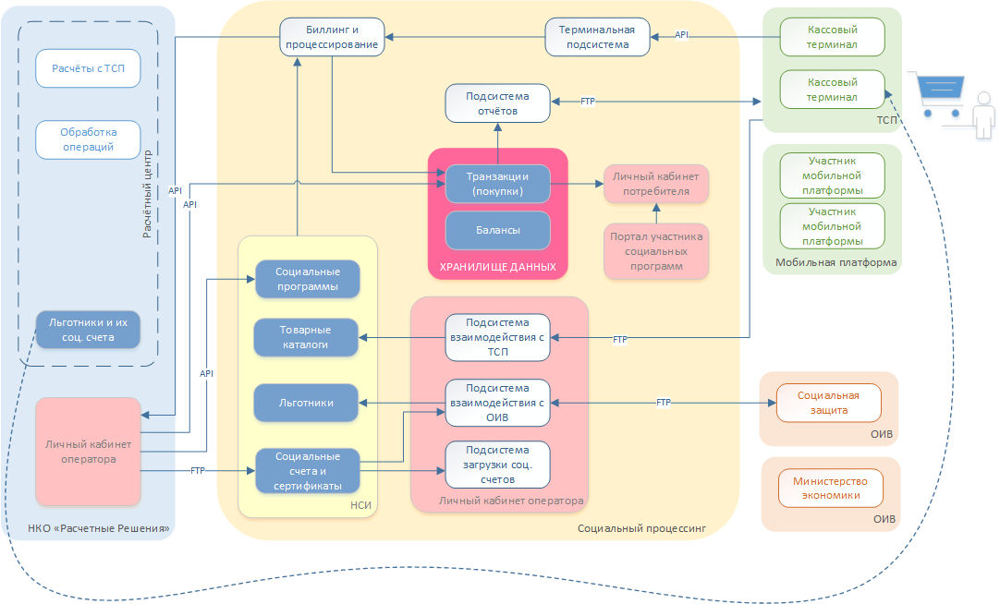 Расчёты с ТСП
Обработка
операций
Расчётный центр
Льготники и их
соц. счета
Личный кабинет
оператора
НКО «Расчетные Решения»
API
API
API
FTP
Биллинг и
процессирование
Терминальная
подсистема
API
Подсистема
отчётов
FTP
Транзакции
(покупки)
Балансы
ХРАНИЛИЩЕ ДАННЫХ
Личный кабинет
потребителя
Портал участника
социальных
программ
Социальные
программы
Товарные
каталоги
Льготники
Социальные
счета и
сертификаты
НСИ
Подсистема
взаимодействия с
ТСП
Подсистема
взаимодействия с
ОИВ
Подсистема
загрузки соц.
счетов
Личный кабинет оператора
FTP
FTP
Социальный процессинг
Кассовый
терминал
Кассовый
терминал
ТСП
Участник
мобильной
платформы
Участник
мобильной
платформы
Мобильная платформа
Социальная
защита
ОИВ
Министерство
экономики
ОИВ